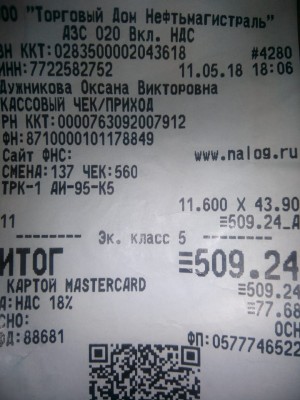 ОО "Торговый Дом Нефтьмагистраль"
АЗС 020 Вкл. НДС
ЗН ККТ:0283500002043618 #4280
ИНН:7722582752 11.05.18 18:06
Дужникова Оксана Викторовна
КАССОВЫЙ ЧЕК/ПРИХОД
РН ККТ:0000763092007912
ФН:8710000101178849
Сайт ФНС: www.nalog.ru
СМЕНА:137 ЧЕК:560
ТРК-1 АИ-95-К5
11.600 X 43.90
11 ≡509.24_А
-------- Эк. класс 5 --------
ИТОГ ≡509.24
КАРТОЙ MASTERCARD ≡509.24
А:НДС 18% ≡77.68
СНО: ОСН
ФД:88681 ФП:0577746522